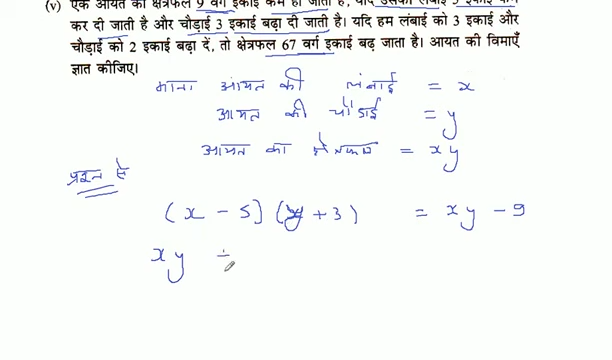 (v) एक आयत का क्षेत्रफल 9 वर्ग इकाई कम हो जाता है, यदि उसकी लंबाई 5 इकाई कम
कर दी जाती है और चौड़ाई 3 इकाई बढ़ा दी जाती है। यदि हम लंबाई को 3 इकाई और
चौड़ाई को 2 इकाई बढ़ा दें, तो क्षेत्रफल 67 वर्ग इकाई बढ़ जाता है। आयत की विमाएँ
ज्ञात कीजिए।
माना आयत की लंबाई = x
आयत की चौडाई = y
आयत का क्षेत्रफल = xy
प्रश्न से
(x - 5) (y + 3) = xy - 9
xy